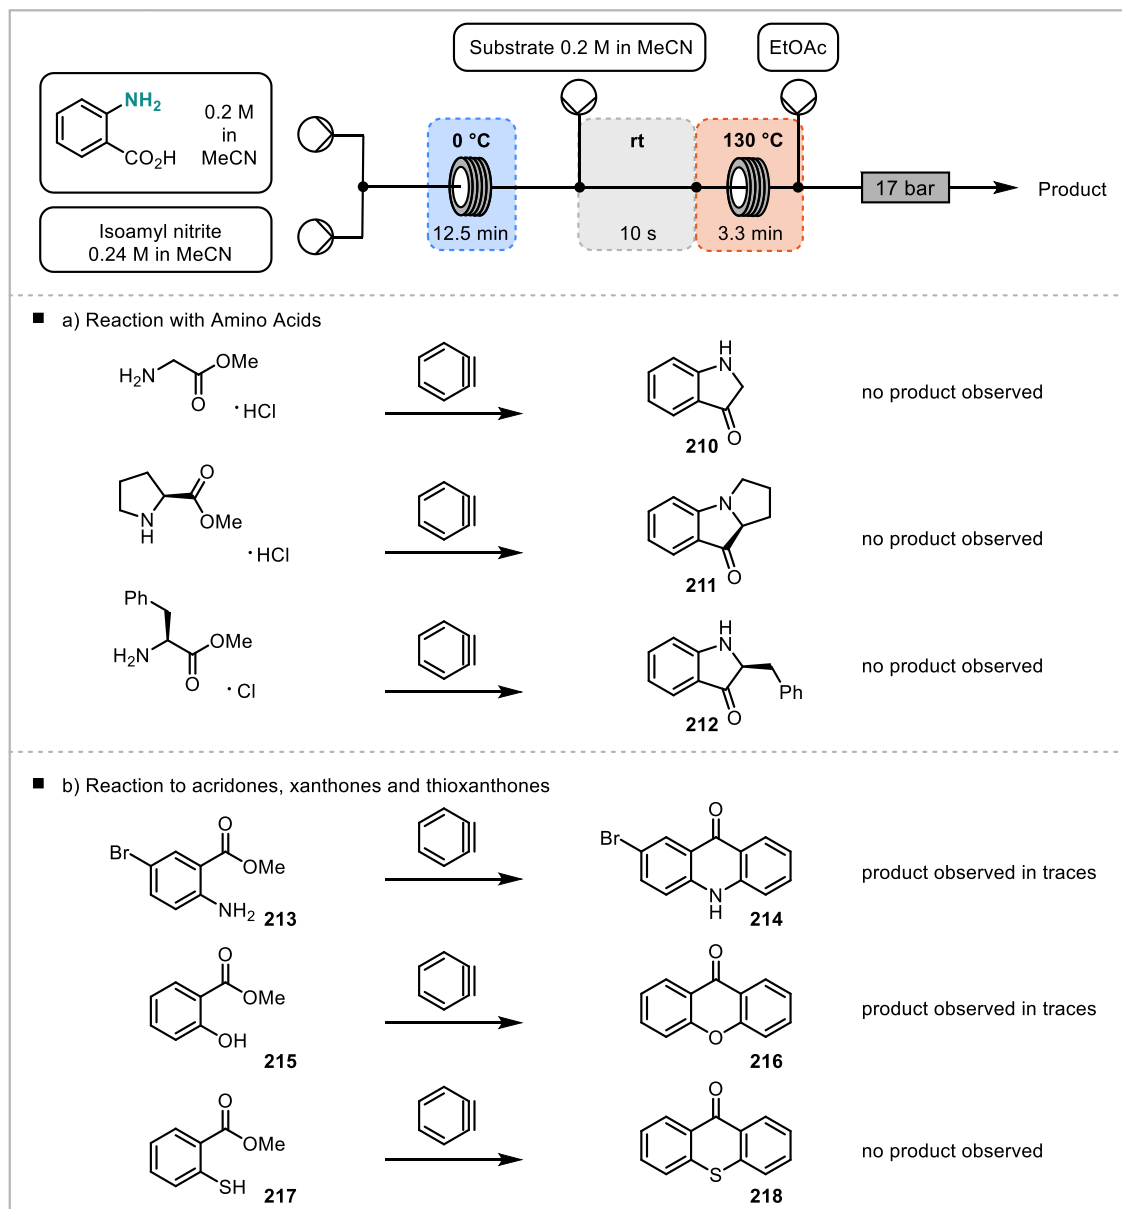 Substrate 0.2 M in MeCN
EtOAc
NH2
CO2H
0.2 M
in
MeCN
Isoamyl nitrite
0.24 M in MeCN
0 °C
12.5 min
rt
10 s
130 °C
3.3 min
17 bar
Product
a) Reaction with Amino Acids
H2N
OMe
O
· HCl
H
N
O
210
no product observed
O
OMe
N
H
· HCl
N
O
211
no product observed
Ph
H2N
OMe
O
· Cl
H
N
O
Ph
212
no product observed
b) Reaction to acridones, xanthones and thioxanthones
Br
O
OMe
NH2
213
Br
O
N
H
214
product observed in traces
O
OMe
OH
215
O
O
216
product observed in traces
O
OMe
SH
217
O
S
218
no product observed